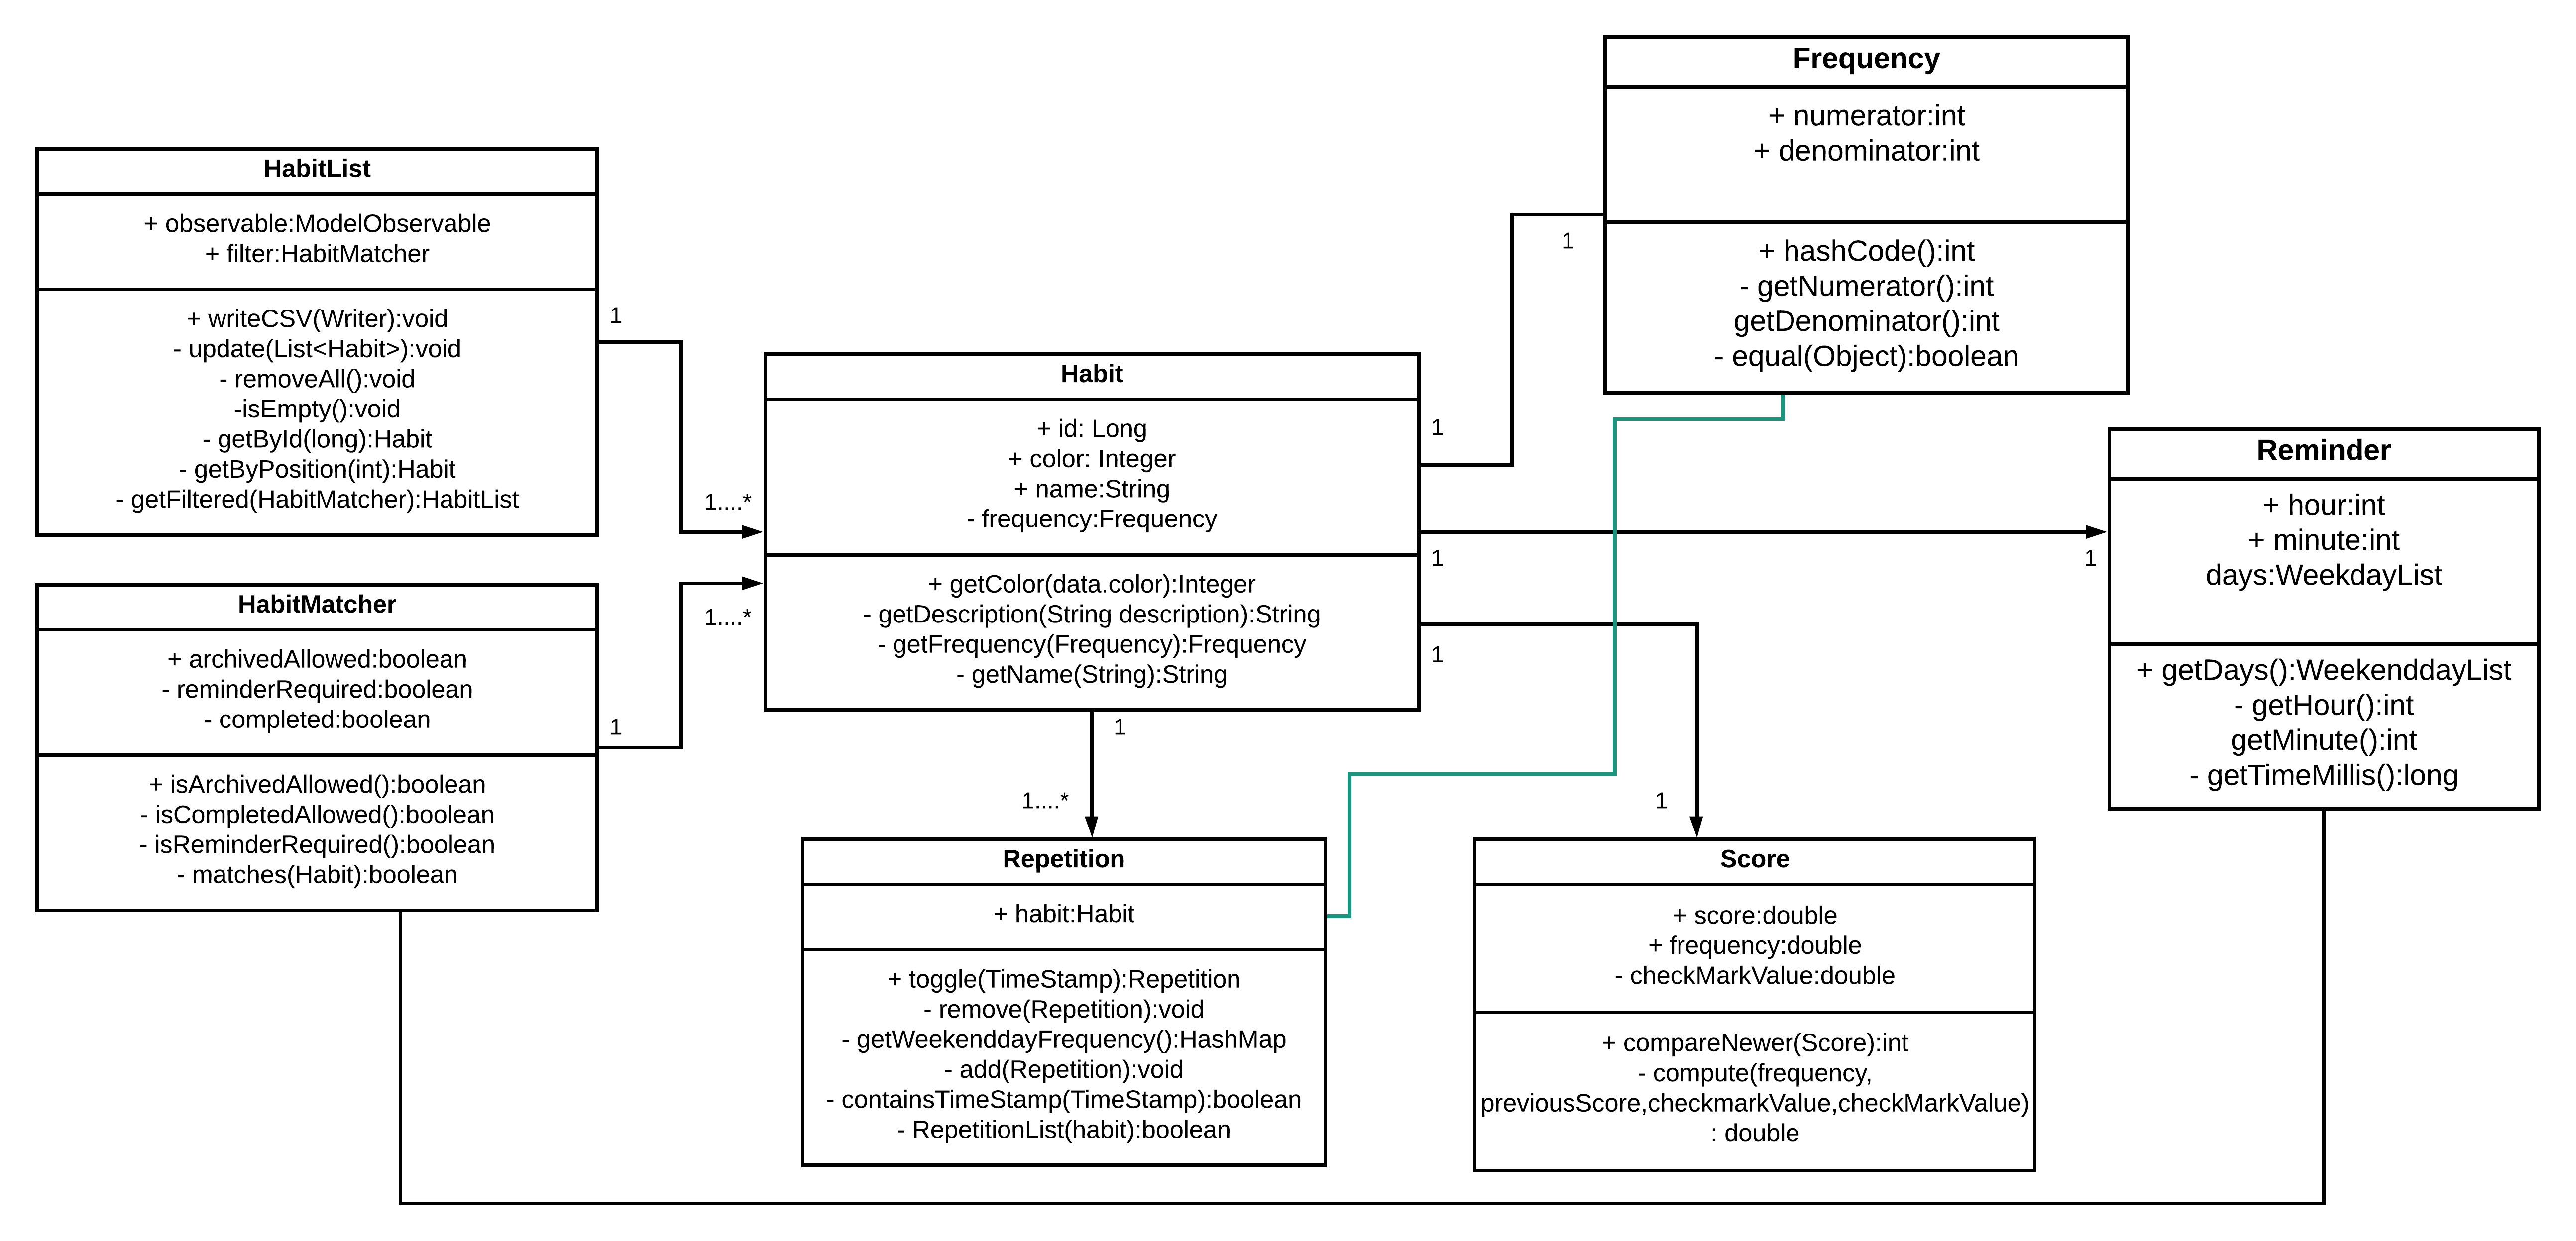 Frequency
+ numerator:int
+ denominator:int
+ hashCode():int
- getNumerator():int
getDenominator():int
- equal(Object):boolean
HabitList
+ observable:ModelObservable
+ filter:HabitMatcher
+ writeCSV(Writer):void
- update(List<Habit>):void
- removeAll():void
-isEmpty():void
- getById(long):Habit
- getByPosition(int):Habit
- getFiltered(HabitMatcher):HabitList
1
1....*
1
1
Habit
+ id: Long
+ color: Integer
+ name:String
- frequency:Frequency
+ getColor(data.color):Integer
- getDescription(String description):String
- getFrequency(Frequency):Frequency
- getName(String):String
Reminder
+ hour:int
+ minute:int
days:WeekdayList
+ getDays():WeekenddayList
- getHour():int
getMinute():int
- getTimeMillis():long
1
1
HabitMatcher
+ archivedAllowed:boolean
- reminderRequired:boolean
- completed:boolean
+ isArchivedAllowed():boolean
- isCompletedAllowed():boolean
- isReminderRequired():boolean
- matches(Habit):boolean
1....*
1
1
1
1....*
1
Repetition
+ habit:Habit
+ toggle(TimeStamp):Repetition
- remove(Repetition):void
- getWeekenddayFrequency():HashMap
- add(Repetition):void
- containsTimeStamp(TimeStamp):boolean
- RepetitionList(habit):boolean
Score
+ score:double
+ frequency:double
- checkMarkValue:double
+ compareNewer(Score):int
- compute(frequency,
previousScore,checkmarkValue,checkMarkValue)
: double